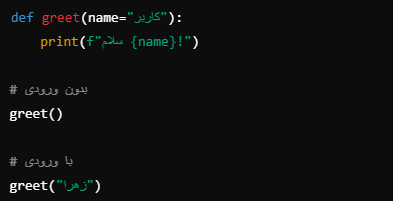 def greet(name="کاربر"):
    print(f"سلام {name}!")
# بدون ورودی
greet()
# با ورودی
greet("زهرا")